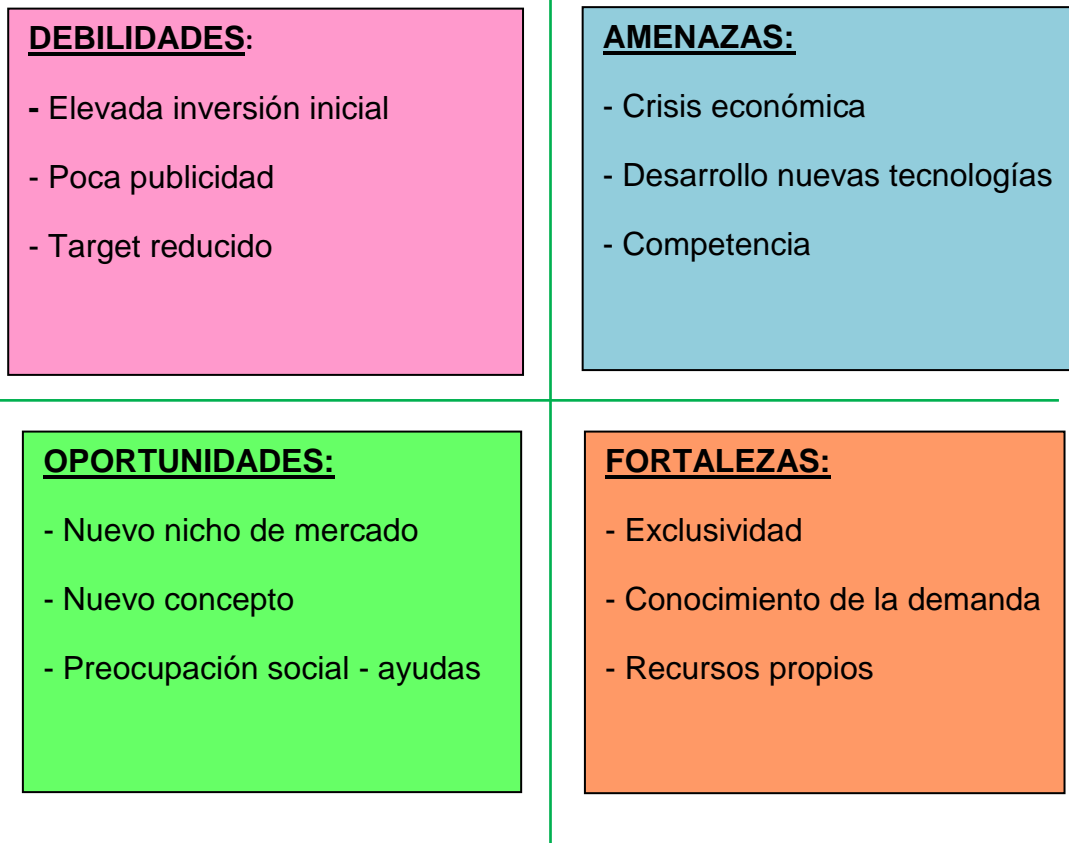 DEBILIDADES:
- Elevada inversión inicial
- Poca publicidad
- Target reducido
AMENAZAS:
- Crisis económica
- Desarrollo nuevas tecnologías
- Competencia
OPORTUNIDADES:
- Nuevo nicho de mercado
- Nuevo concepto
- Preocupación social - ayudas
FORTALEZAS:
- Exclusividad
- Conocimiento de la demanda
- Recursos propios